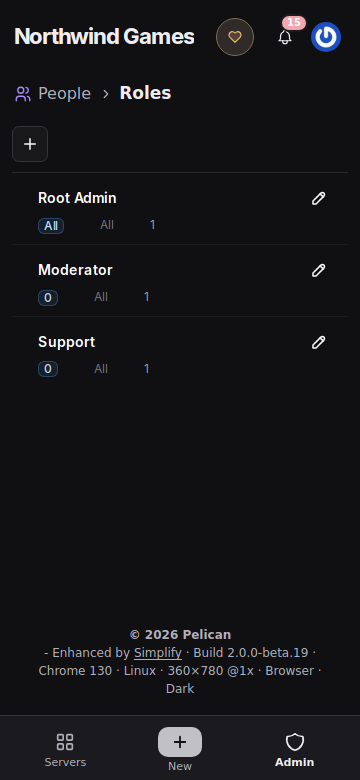 Northwind Games
15
People › Roles
Root Admin
All All 1
Moderator
0 All 1
Support
0 All 1
© 2026 Pelican
- Enhanced by Simplify · Build 2.0.0-beta.19 ·
Chrome 130 · Linux · 360×780 @1x · Browser ·
Dark
Servers New Admin